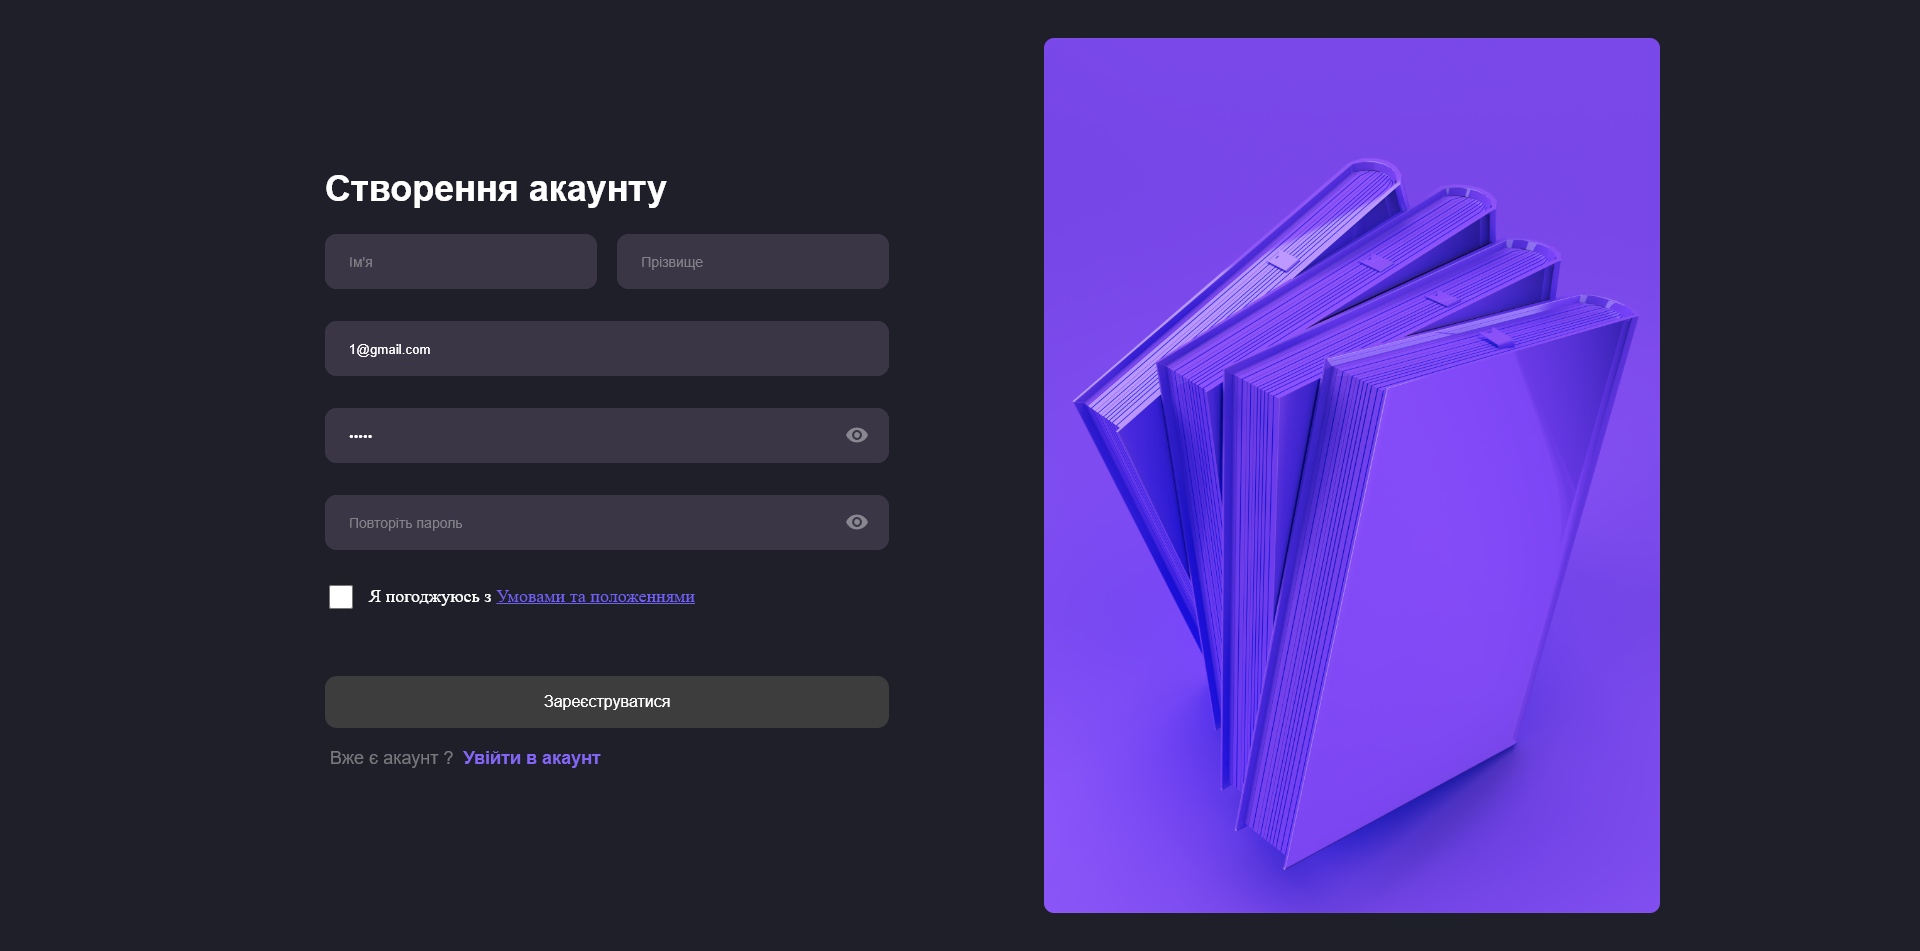 Створення акаунту
Ім'я
Прізвище
1@gmail.com
•••••
Повторіть пароль
Я погоджуюсь з Умовами та положеннями
Зареєструватися
Вже є акаунт ? Увійти в акаунт